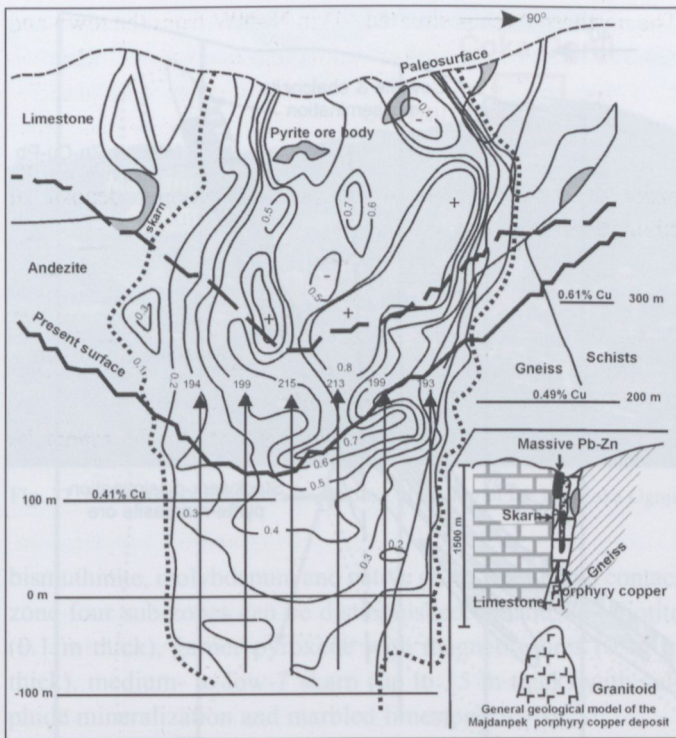 90°
Paleosurface
Limestone
Pyrite ore body
0.4
skarn
0.5
0.7
0.6
Andezite
0.5
0.3
0.1
Present surface
0.61% Cu
300 m
0.8
0.2
194
199
215
213
199
193
Gneiss
Schists
0.49% Cu
200 m
0.7
0.6
0.5
Massive Pb-Zn
100 m
0.41% Cu
0.3
0.4
0.3
0.2
1500 m
Skarn
Gneiss
0 m
Limestone
porphyry copper
-100 m
Granitoid
General geological model of the
Majdanpek porphyry copper deposit